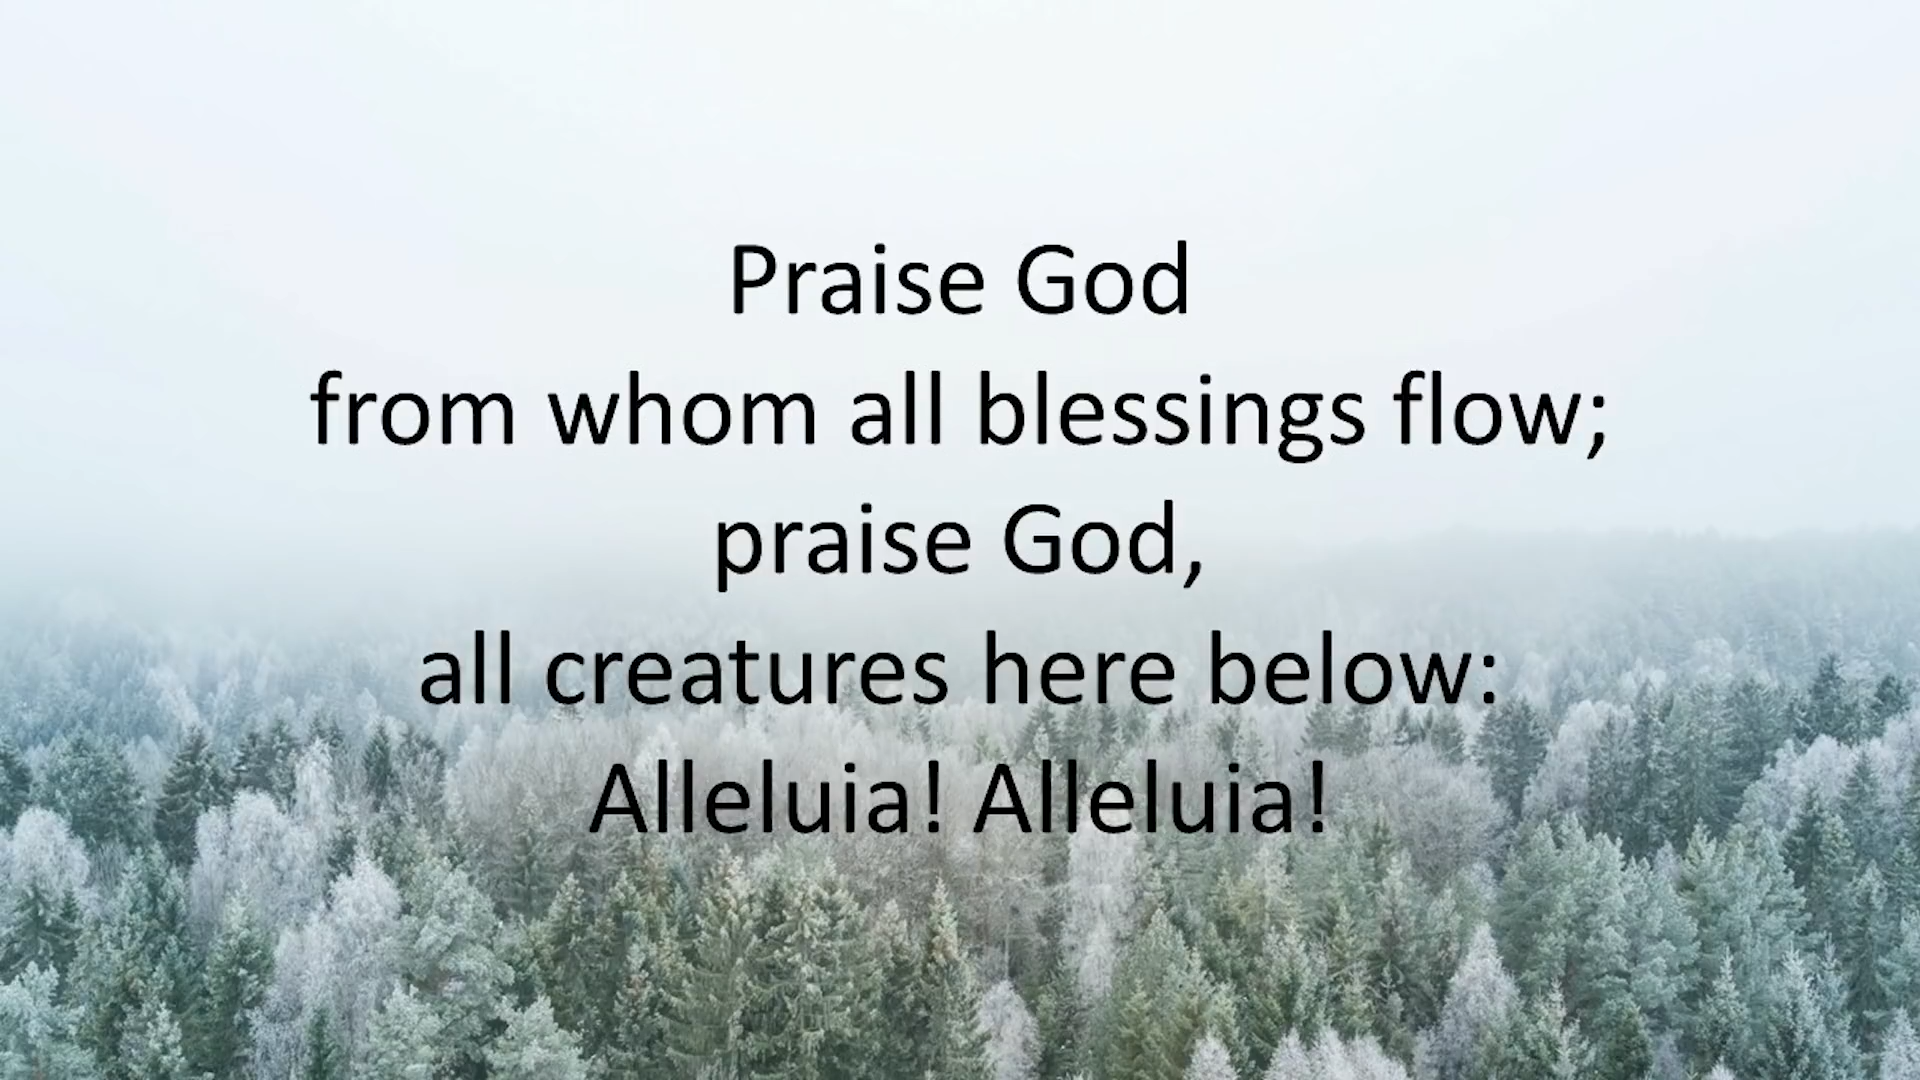 Praise God
from whom all blessings flow;
praise God,
all creatures here below:
Alleluia! Alleluia!